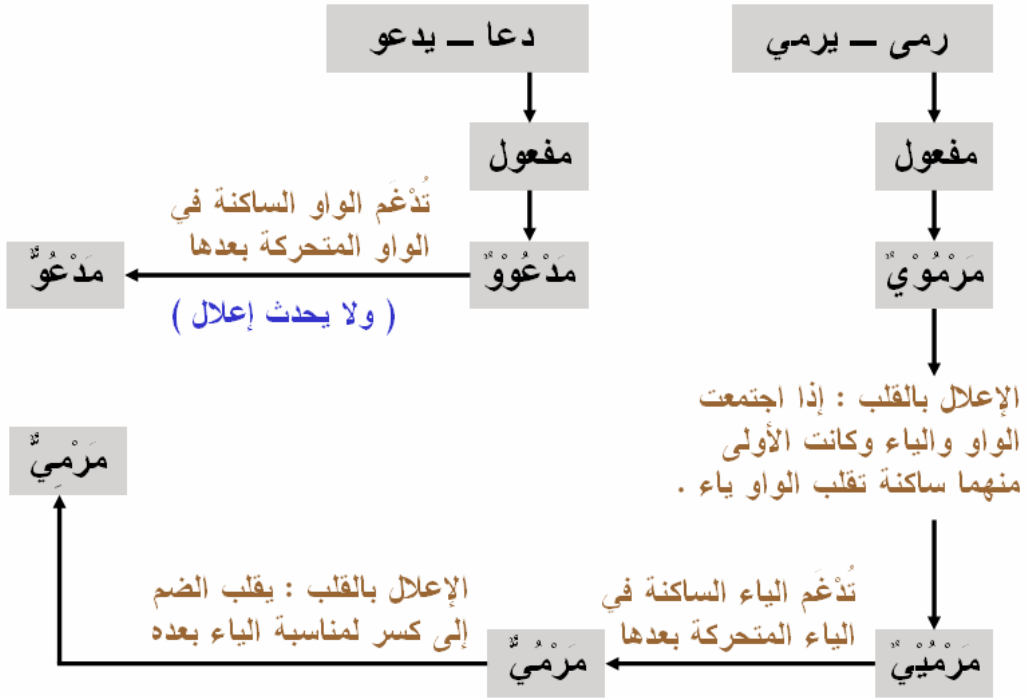 رمى ـ يرمي
دعا ـ يدعو
مفعول
مفعول
تُدْغَم الواو الساكنة في
الواو المتحركة بعدها
مَرْمُوْيٌ
مَدْعُوْوٌ
مَدْعُوٌّ
( ولا يحدث إعلال )
الإعلال بالقلب : إذا اجتمعت
الواو والياء وكانت الأولى
منهما ساكنة تقلب الواو ياء .
مَرْمِيٌّ
تُدْغَم الياء الساكنة في
الياء المتحركة بعدها
الإعلال بالقلب : يقلب الضم
إلى كسر لمناسبة الياء بعده
مَرْمُيْيٌ
مَرْمُيٌّ